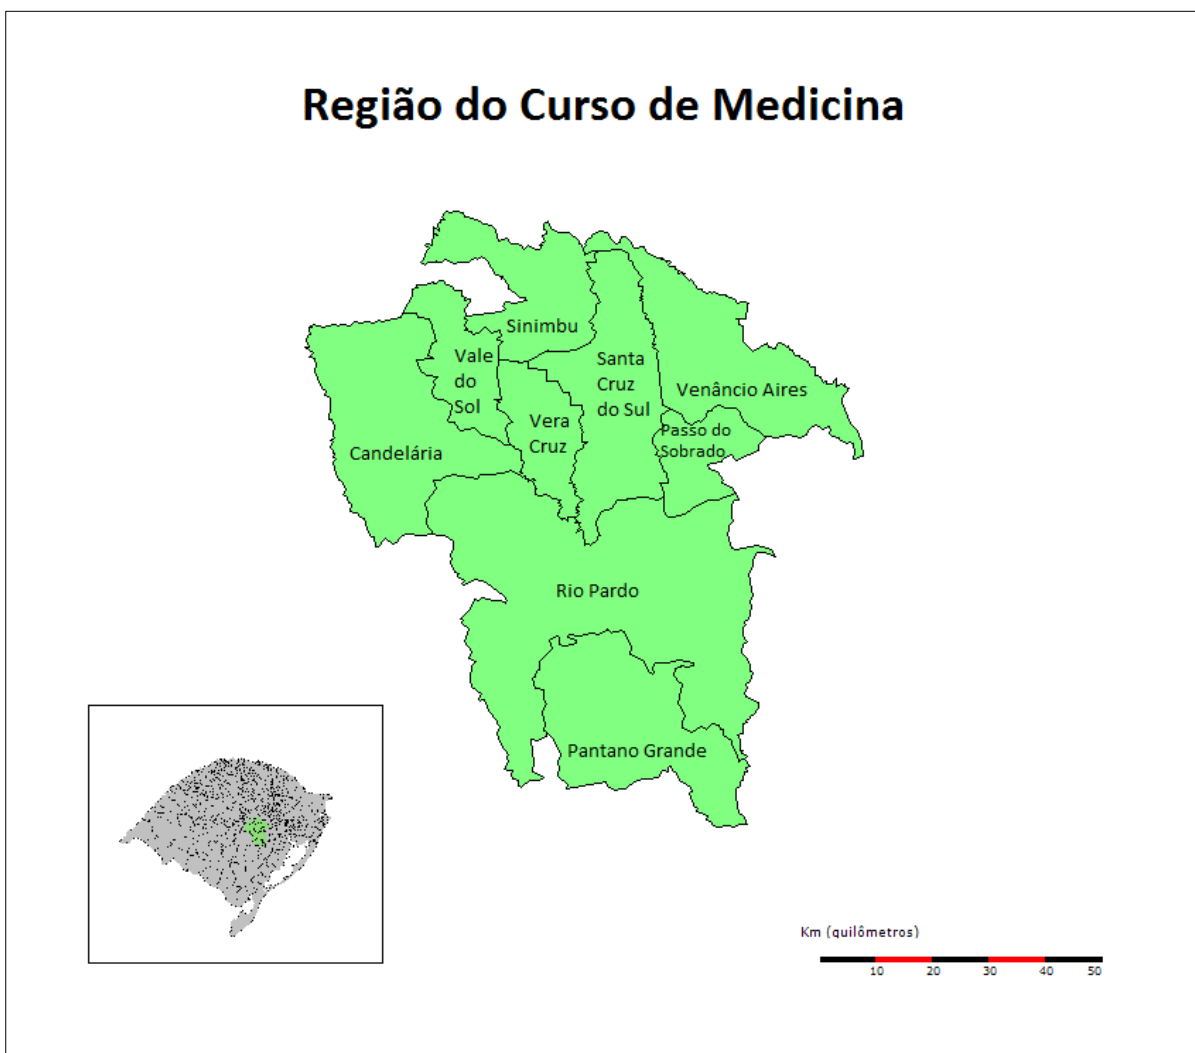 Região do Curso de Medicina
Sinimbu
Vale
do
Sol
Santa
Cruz
do Sul
Venâncio Aires
Vera
Cruz
Passo do
Sobrado
Candelária
Rio Pardo
Pantano Grande
Km (quilômetros)
10 20 30 40 50